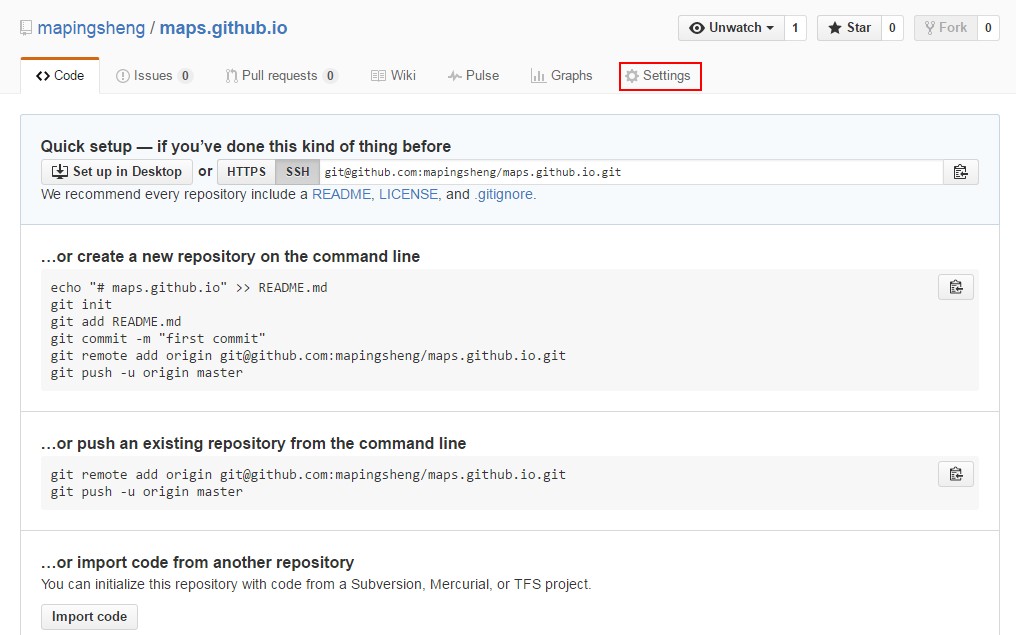 mapingsheng / maps.github.io Unwatch 1 Star 0 Fork 0
Code Issues 0 Pull requests 0 Wiki Pulse Graphs Settings
Quick setup — if you’ve done this kind of thing before
Set up in Desktop or HTTPS SSH git@github.com:mapingsheng/maps.github.io.git
We recommend every repository include a README, LICENSE, and .gitignore.
…or create a new repository on the command line
echo "# maps.github.io" >> README.md
git init
git add README.md
git commit -m "first commit"
git remote add origin git@github.com:mapingsheng/maps.github.io.git
git push -u origin master
…or push an existing repository from the command line
git remote add origin git@github.com:mapingsheng/maps.github.io.git
git push -u origin master
…or import code from another repository
You can initialize this repository with code from a Subversion, Mercurial, or TFS project.
Import code